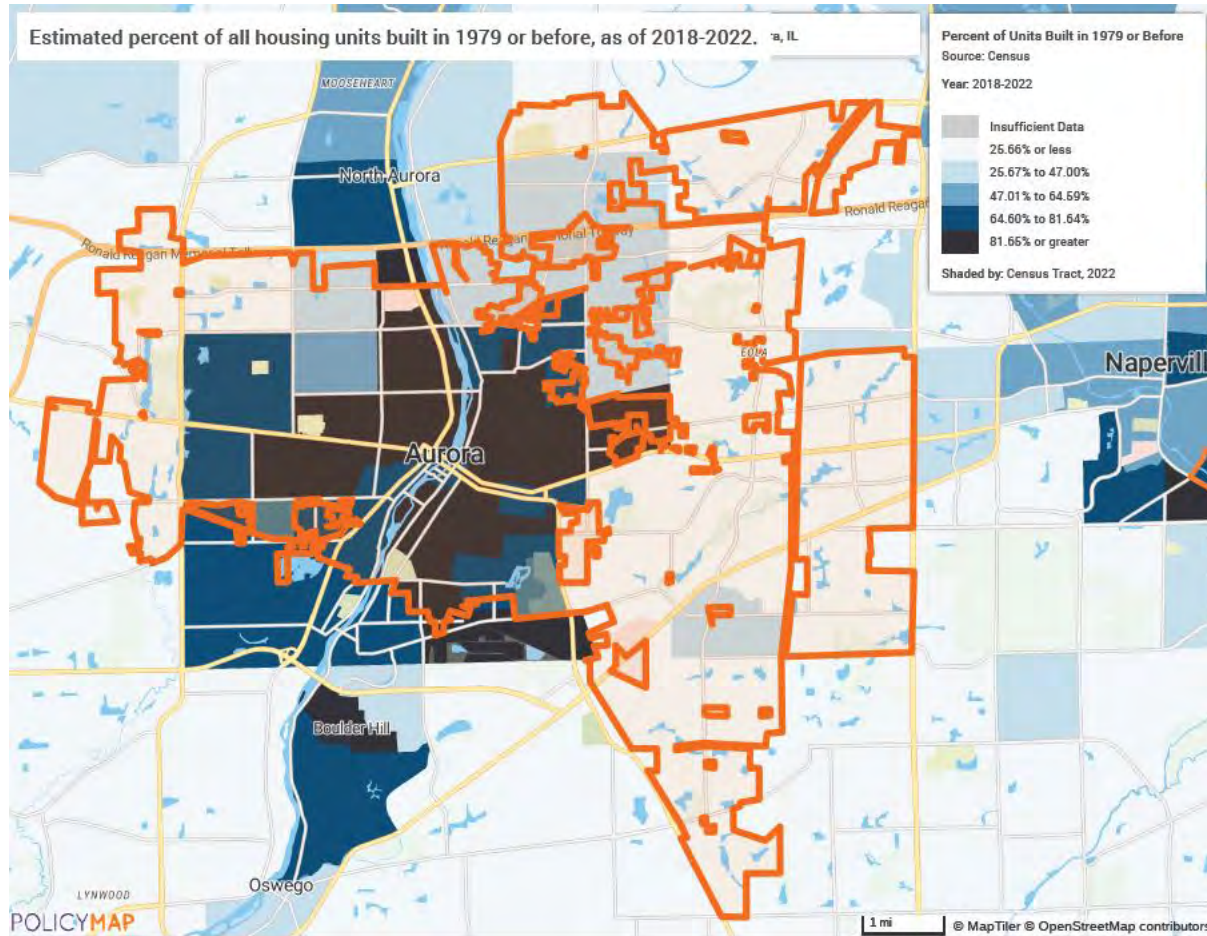 Estimated percent of all housing units built in 1979 or before, as of 2018-2022.
a, IL
Percent of Units Built in 1979 or Before
Source: Census
Year: 2018-2022
Insufficient Data
25.66% or less
25.67% to 47.00%
47.01% to 64.59%
64.60% to 81.64%
81.65% or greater
Shaded by: Census Tract, 2022
MOOSEHEART
North Aurora
Ronald Reagan
Ronald Reagan Memorial Tollway
EOLA
Napervill
Aurora
Boulder Hill
Oswego
LYNWOOD
POLICYMAP
1 mi
© MapTiler © OpenStreetMap contributors